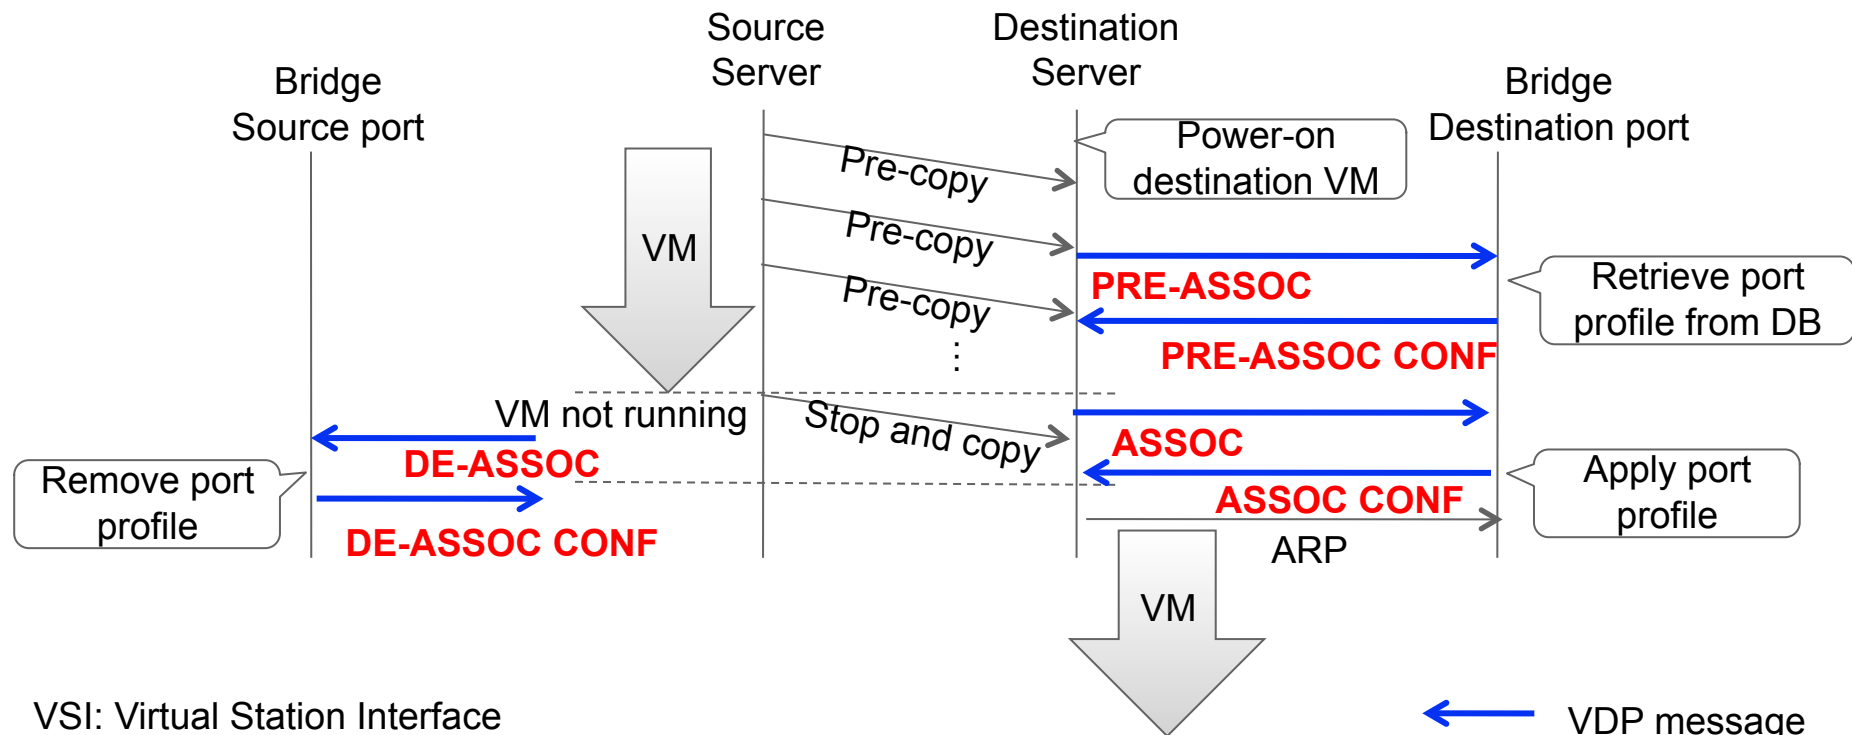 Source
Server
Destination
Server
Bridge
Source port
Bridge
Destination port
Power-on
destination VM
Pre-copy
Pre-copy
VM
PRE-ASSOC
Retrieve port
profile from DB
Pre-copy
PRE-ASSOC CONF
⋮
VM not running
Stop and copy
ASSOC
DE-ASSOC
Remove port
profile
ASSOC CONF
Apply port
profile
DE-ASSOC CONF
ARP
VM
VSI: Virtual Station Interface
VDP message